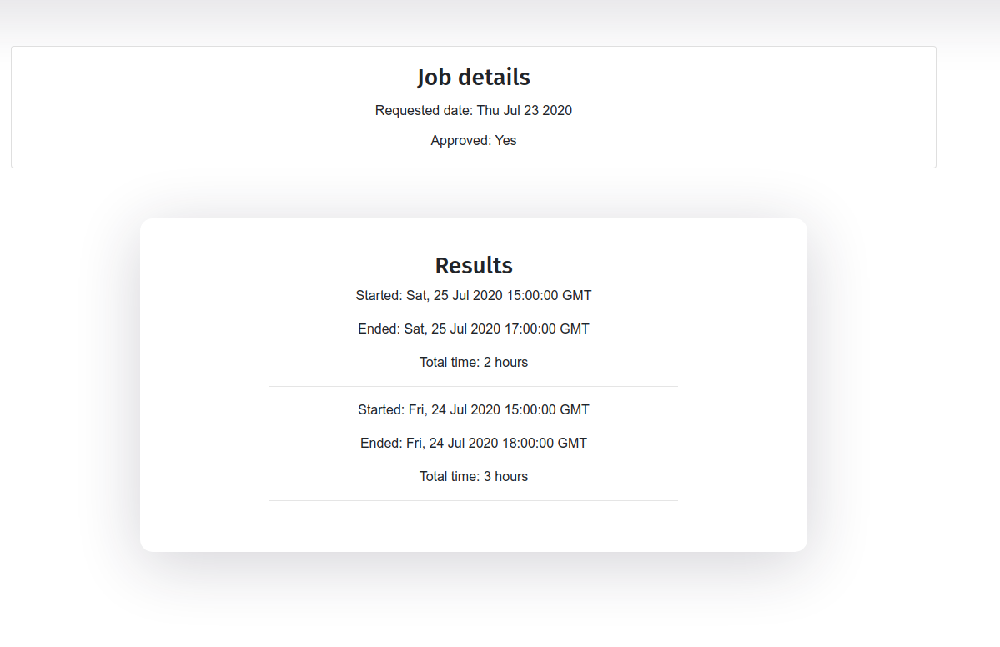 Job details
Requested date: Thu Jul 23 2020
Approved: Yes
Results
Started: Sat, 25 Jul 2020 15:00:00 GMT
Ended: Sat, 25 Jul 2020 17:00:00 GMT
Total time: 2 hours
Started: Fri, 24 Jul 2020 15:00:00 GMT
Ended: Fri, 24 Jul 2020 18:00:00 GMT
Total time: 3 hours